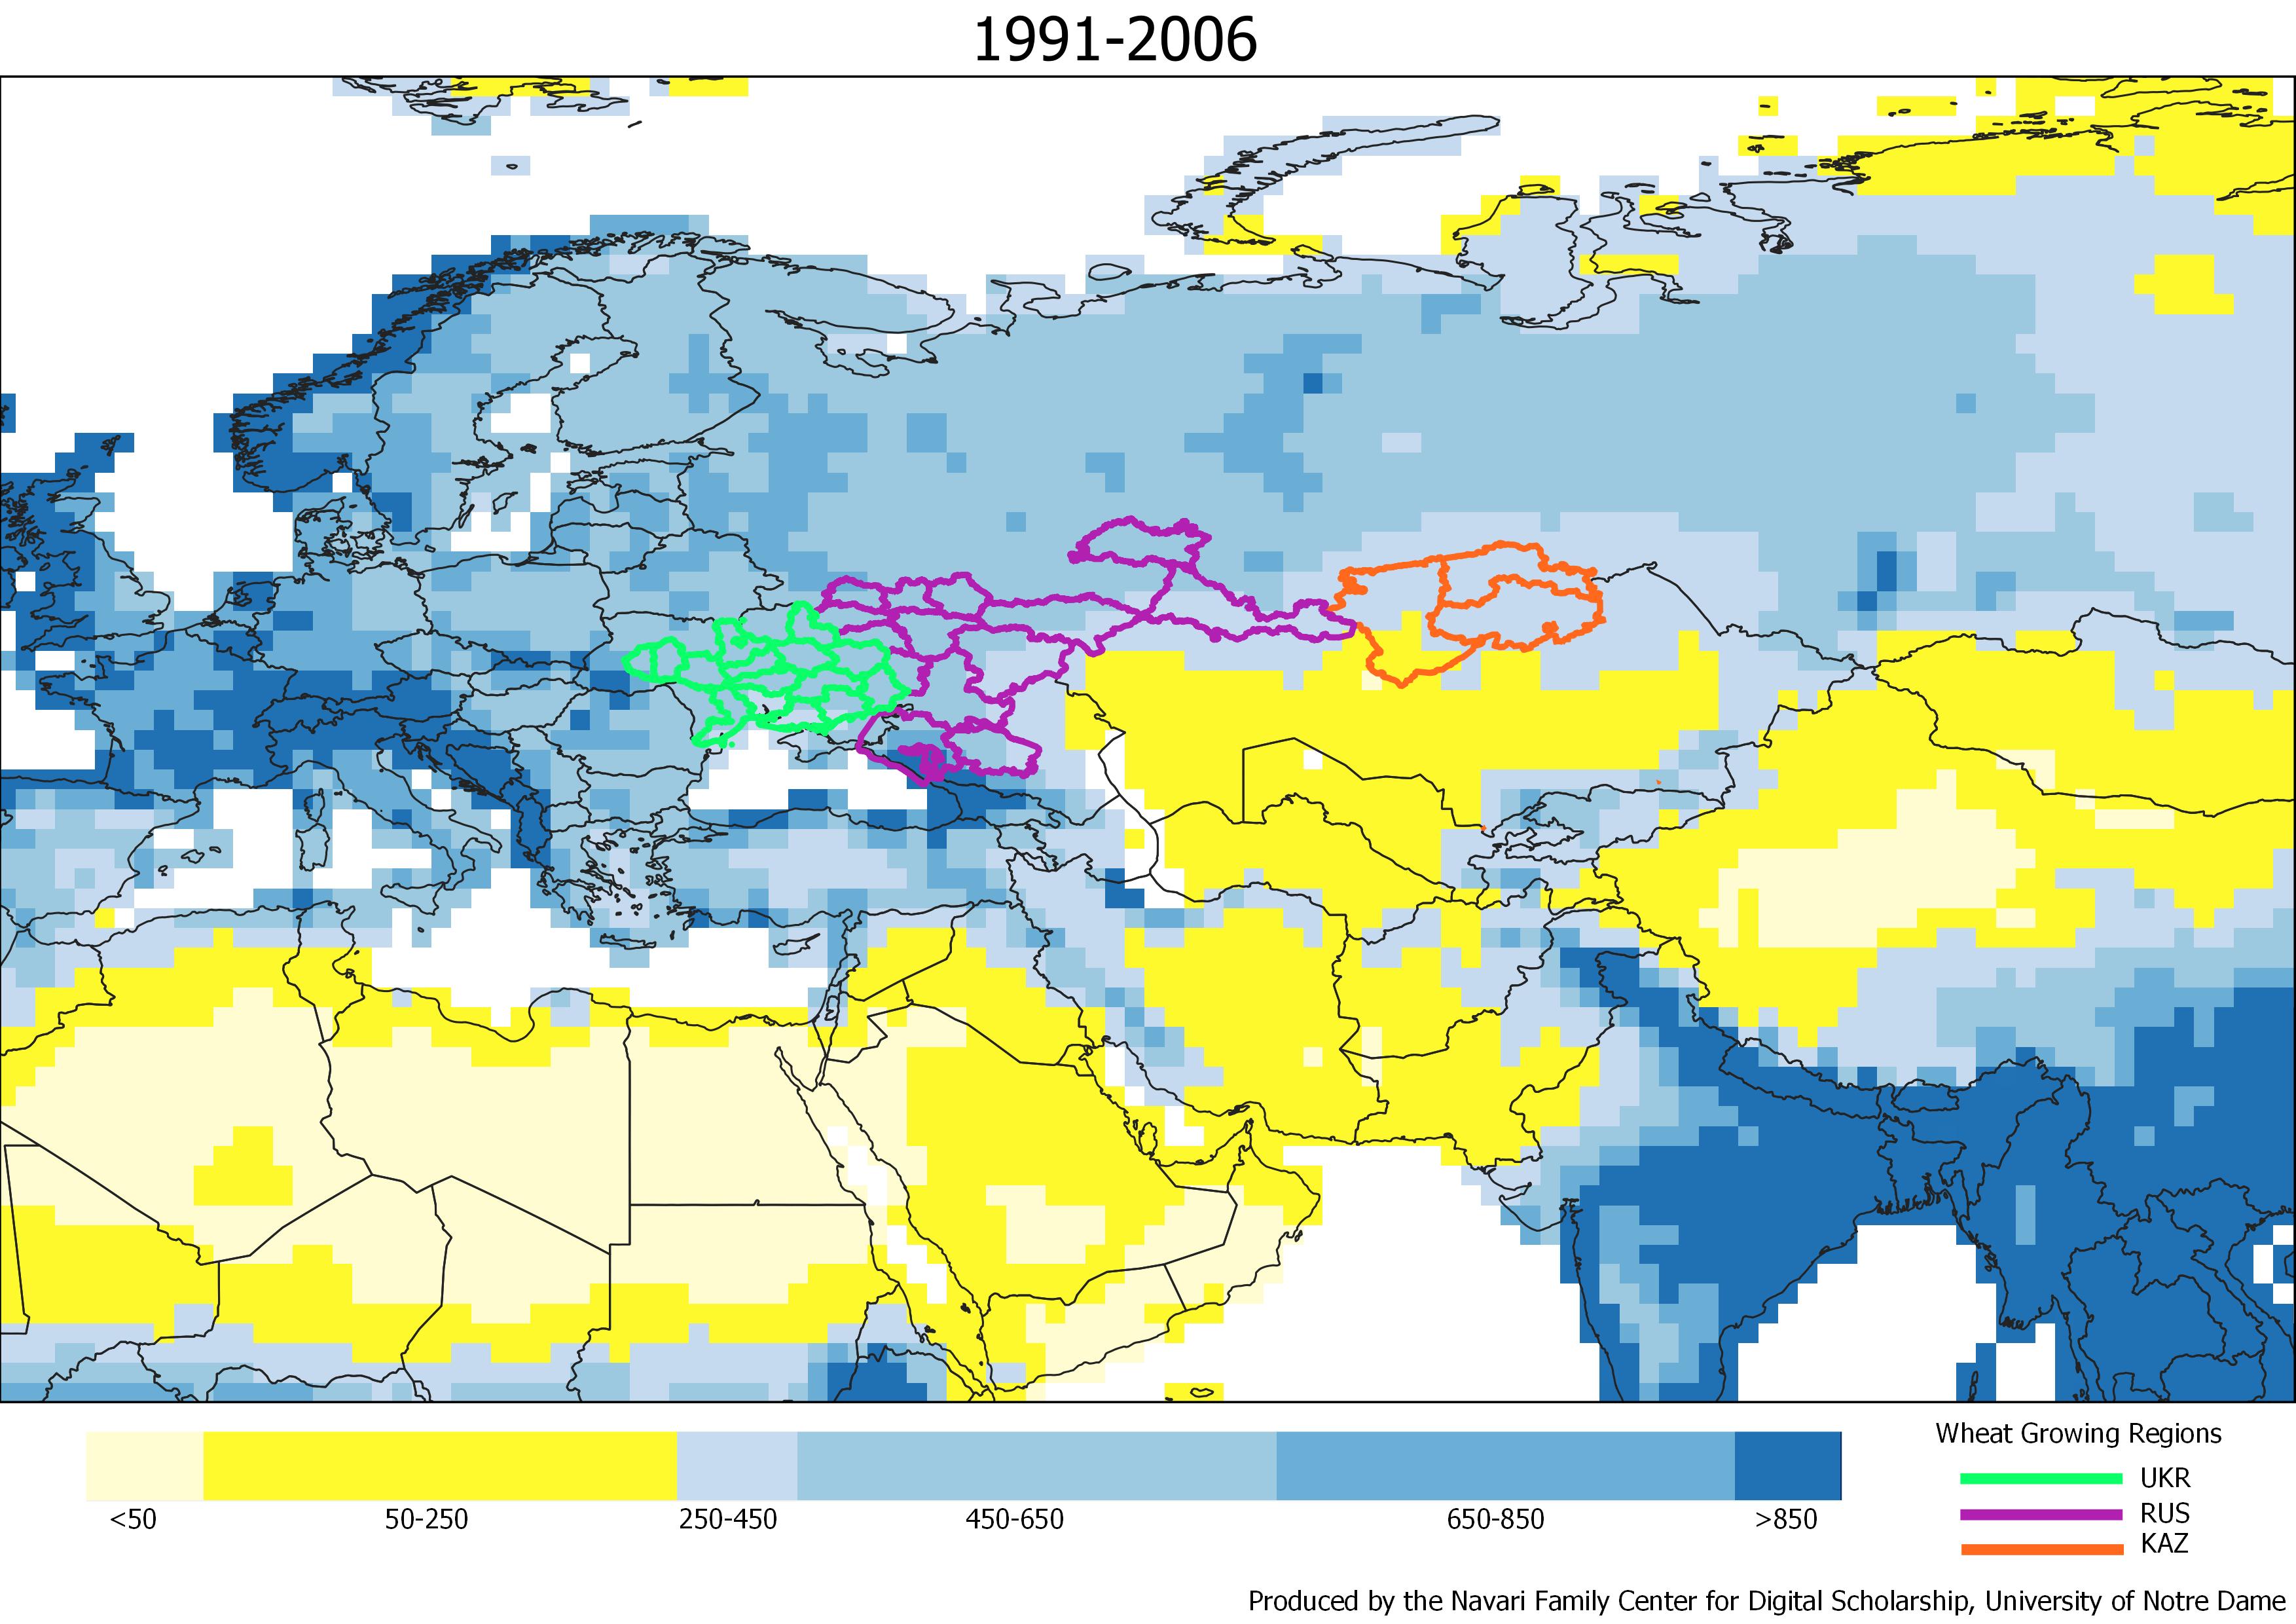 1991-2006
<50 50-250 250-450 450-650 650-850 >850
Wheat Growing Regions
UKR
RUS
KAZ
Produced by the Navari Family Center for Digital Scholarship, University of Notre Dame